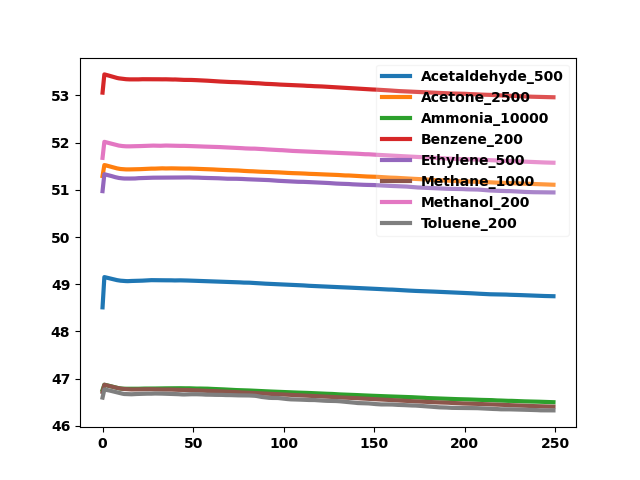 Acetaldehyde_500
Acetone_2500
Ammonia_10000
Benzene_200
Ethylene_500
Methane_1000
Methanol_200
Toluene_200
53
52
51
50
49
48
47
46
0 50 100 150 200 250